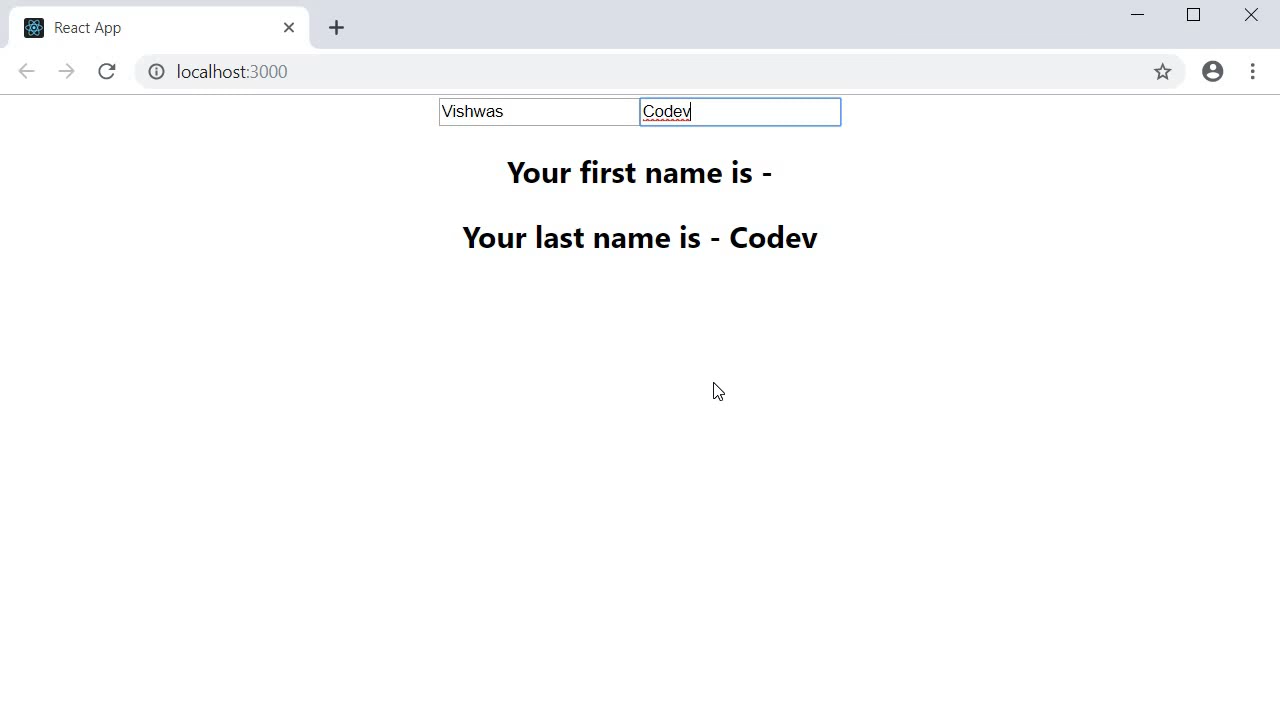 React App
localhost:3000
Vishwas Codev
Your first name is -
Your last name is - Codev